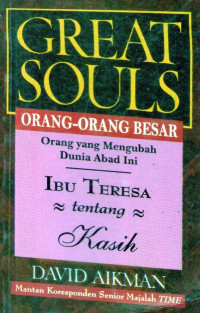 GREAT
SOULS
ORANG-ORANG BESAR
Orang yang Mengubah
Dunia Abad Ini
IBU TERESA
≈ tentang ≈
Kasih
DAVID AIKMAN
Mantan Koresponden Senior Majalah TIME